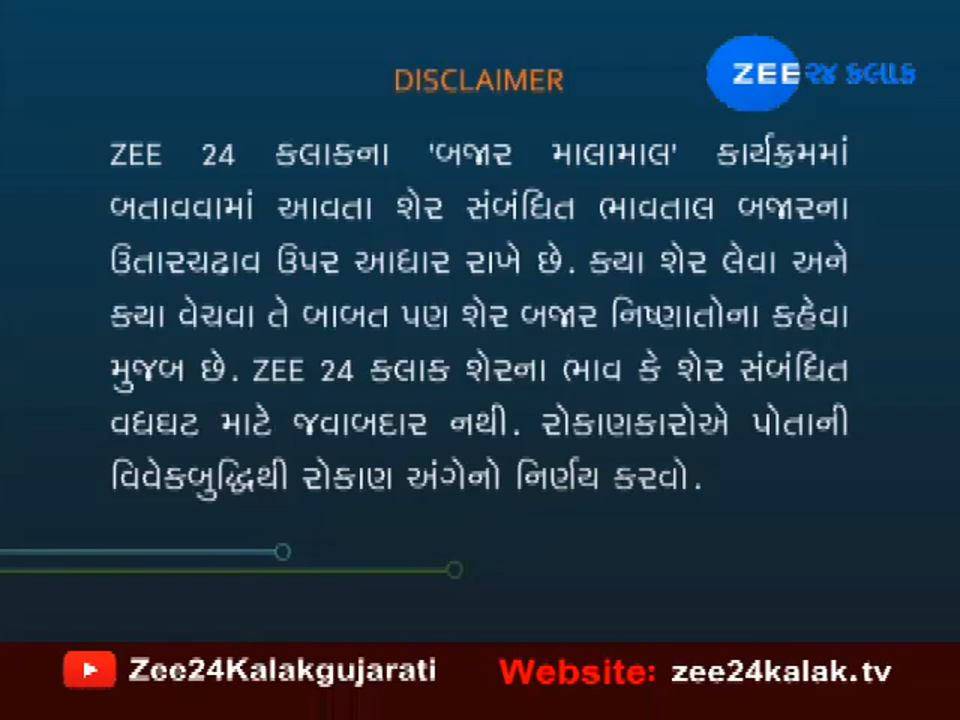 ZEE ૨૪ કલાક
DISCLAIMER
ZEE 24 કલાકના 'બજાર માલામાલ' કાર્યક્રમમાં
બતાવવામાં આવતા શેર સંબંધિત ભાવતાલ બજારના
ઉતારચઢાવ ઉપર આધાર રાખે છે. કયા શેર લેવા અને
કયા વેચવા તે બાબત પણ શેર બજાર નિષ્ણાતોના કહેવા
મુજબ છે. ZEE 24 કલાક શેરના ભાવ કે શેર સંબંધિત
વધઘટ માટે જવાબદાર નથી. રોકાણકારોએ પોતાની
વિવેકબુદ્ધિથી રોકાણ અંગેનો નિર્ણય કરવો.
Zee24Kalakgujarati Website: zee24kalak.tv